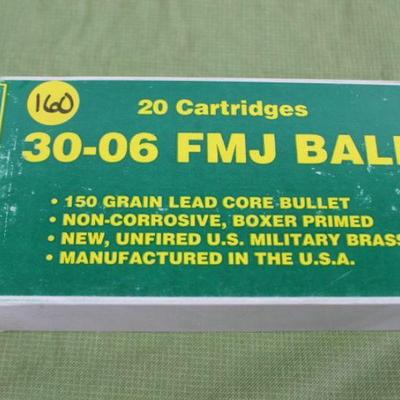 160
20 Cartridges
30-06 FMJ BALL
• 150 GRAIN LEAD CORE BULLET
• NON-CORROSIVE, BOXER PRIMED
• NEW, UNFIRED U.S. MILITARY BRASS
• MANUFACTURED IN THE U.S.A.